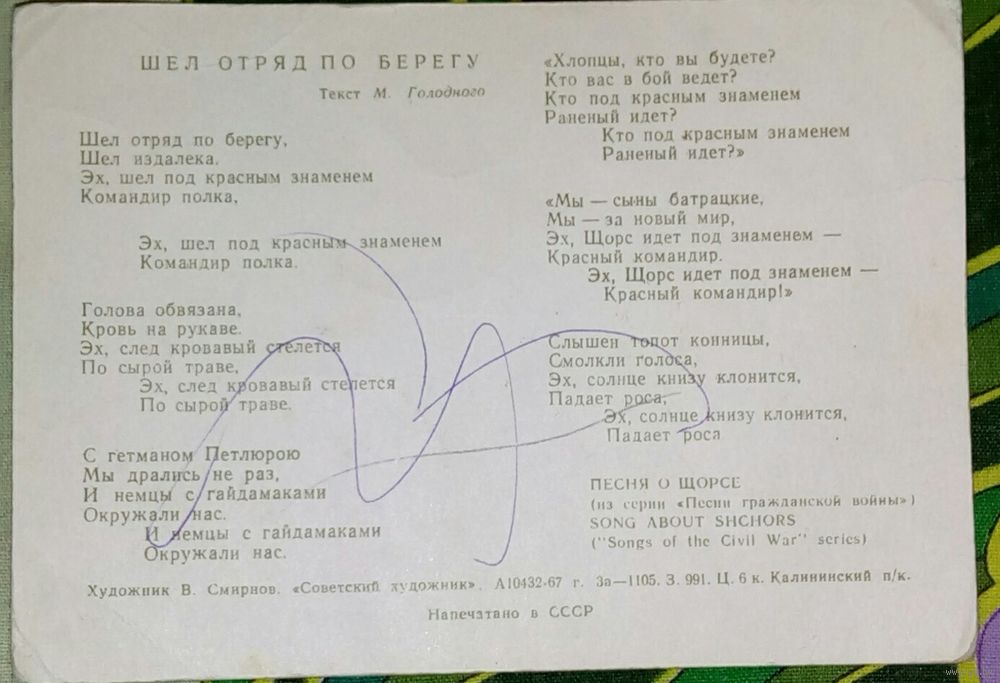 ШЕЛ ОТРЯД ПО БЕРЕГУ
Текст М. Голодного
Шел отряд по берегу,
Шел издалека.
Эх, шел под красным знаменем
Командир полка,
Эх, шел под красным знаменем
Командир полка.
Голова обвязана,
Кровь на рукаве.
Эх, след кровавый стелется
По сырой траве,
Эх, след кровавый стелется
По сырой траве.
С гетманом Петлюрою
Мы дрались не раз,
И немцы с гайдамаками
Окружали нас.
И немцы с гайдамаками
Окружали нас.
«Хлопцы, кто вы будете?
Кто вас в бой ведет?
Кто под красным знаменем
Раненый идет?
Кто под красным знаменем
Раненый идет?»
«Мы — сыны батрацкие,
Мы — за новый мир,
Эх, Щорс идет под знаменем —
Красный командир.
Эх, Щорс идет под знаменем —
Красный командир!»
Слышен топот конницы,
Смолкли голоса,
Эх, солнце книзу клонится,
Падает роса,
Эх, солнце книзу клонится,
Падает роса
ПЕСНЯ О ЩОРСЕ
(из серии «Песни гражданской войны»)
SONG ABOUT SHCHORS
("Songs of the Civil War" series)
Художник В. Смирнов. «Советский художник». А10432-67 г. За—1105. З. 991. Ц. 6 к. Калининский п/к.
Напечатано в СССР